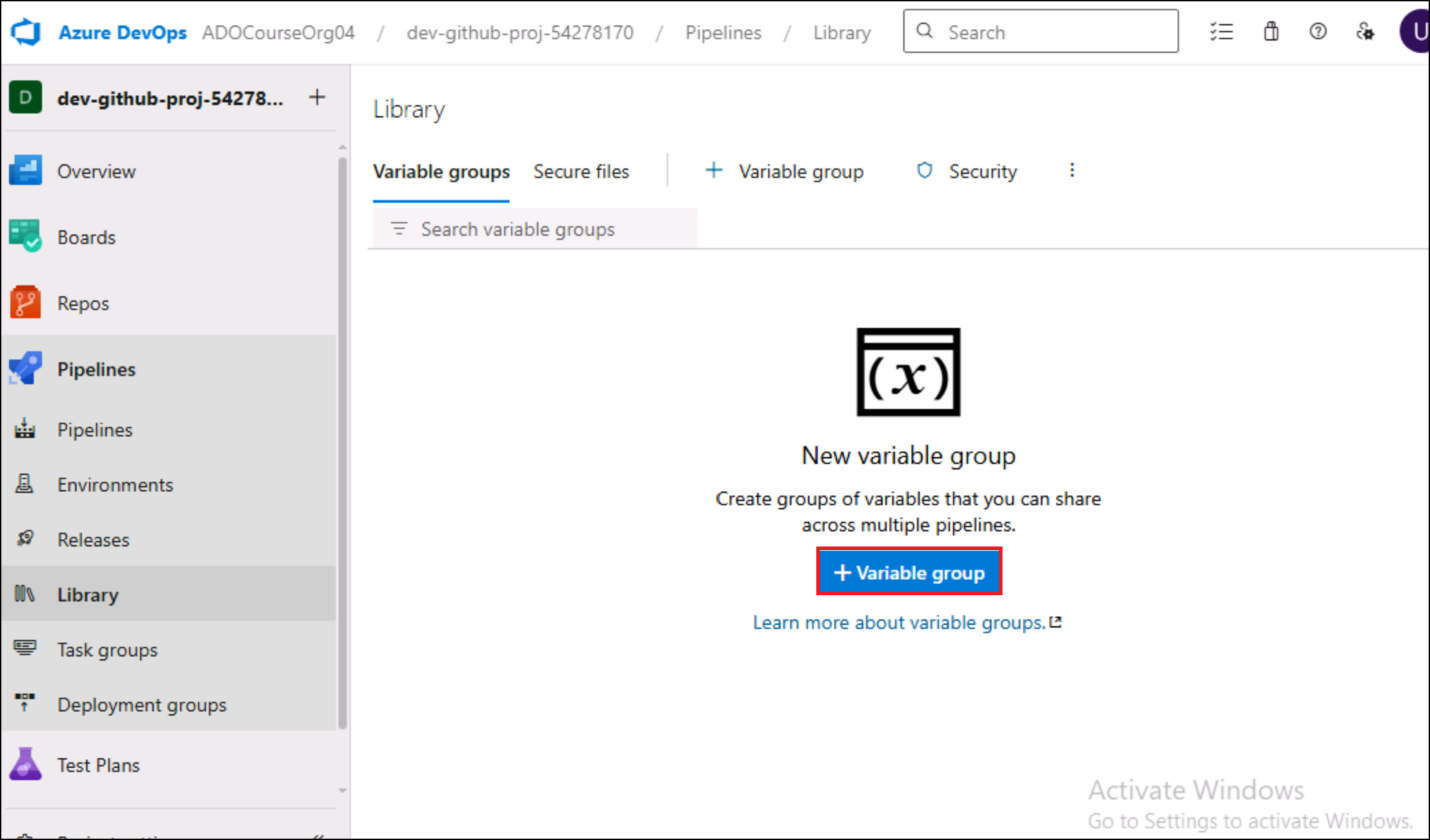 Azure DevOps ADOCourseOrg04 / dev-github-proj-54278170 / Pipelines / Library Search U
D dev-github-proj-54278... +
Overview
Boards
Repos
Pipelines
Pipelines
Environments
Releases
Library
Task groups
Deployment groups
Test Plans
Library
Variable groups Secure files + Variable group Security
Search variable groups
(x)
New variable group
Create groups of variables that you can share
across multiple pipelines.
+ Variable group
Learn more about variable groups.
Activate Windows
Go to Settings to activate Windows.